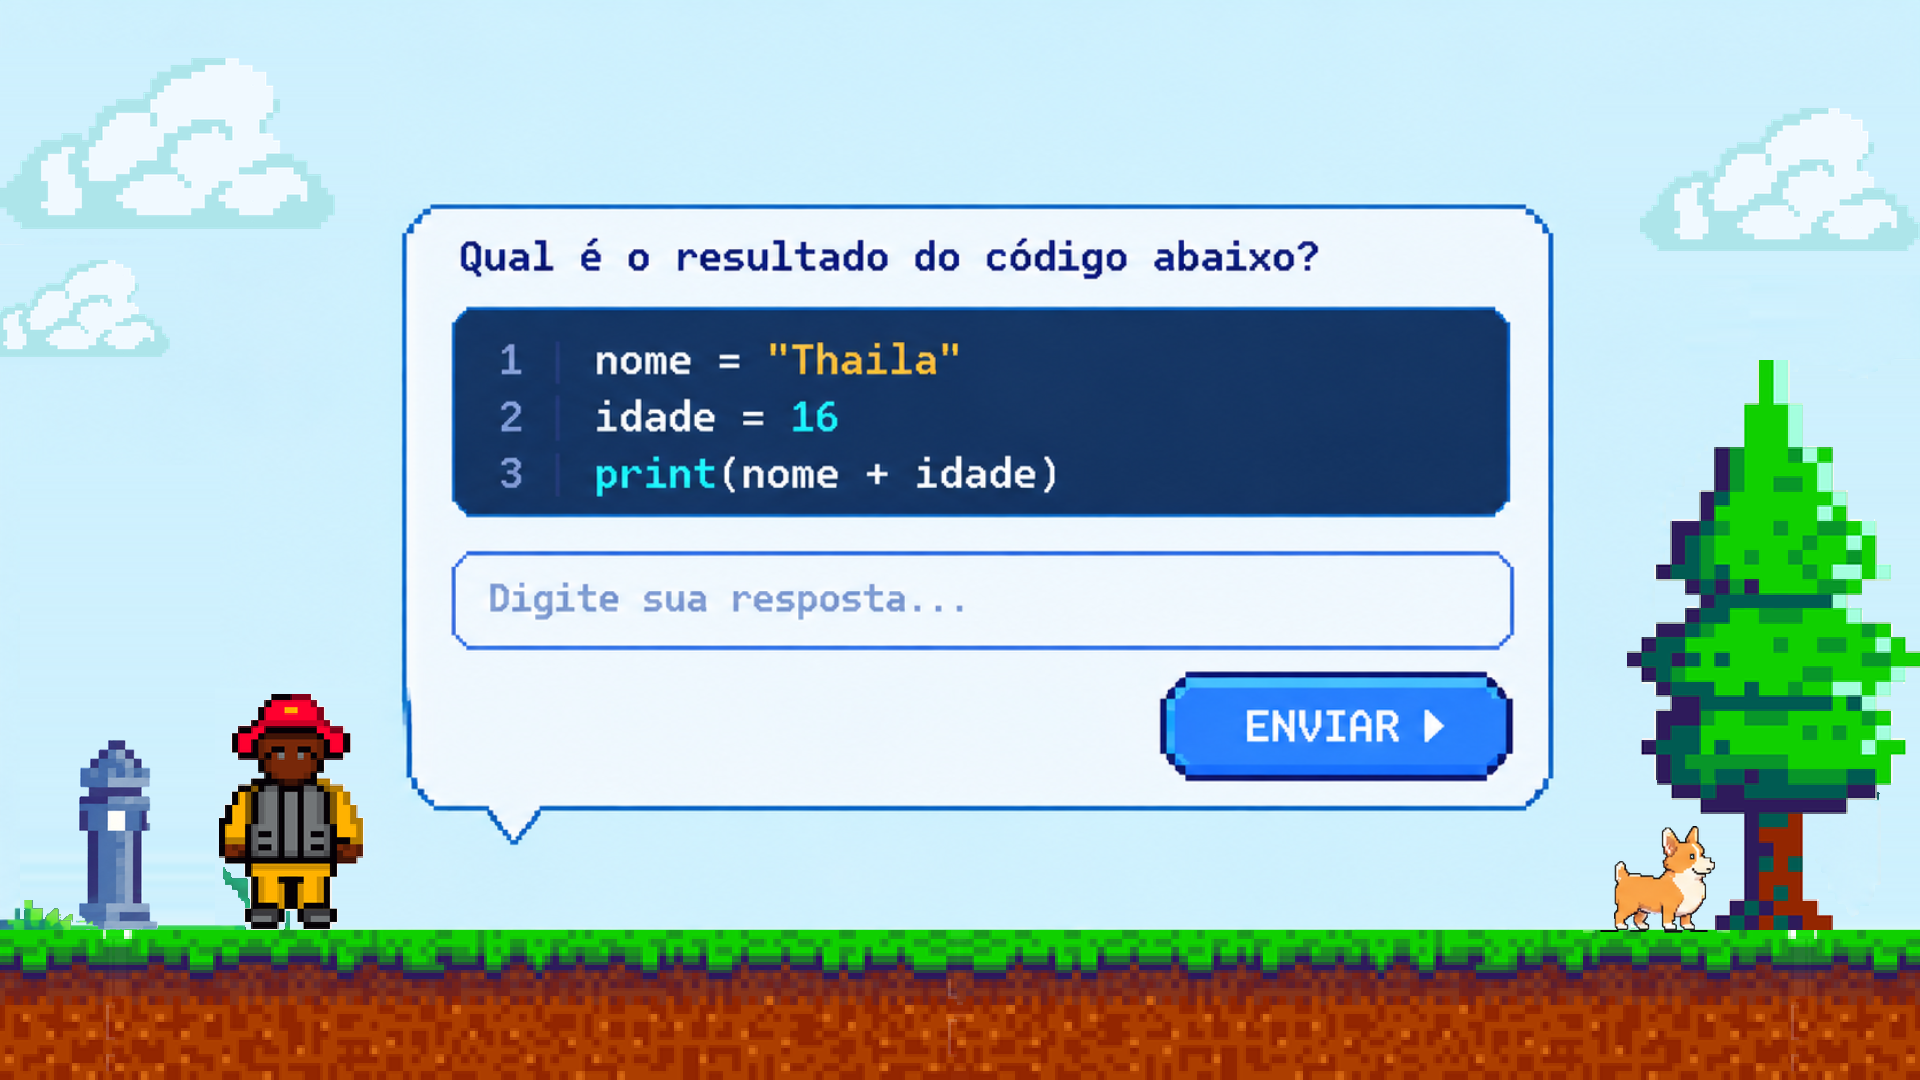 Qual é o resultado do código abaixo?
1 nome = "Thaila"
2 idade = 16
3 print(nome + idade)
Digite sua resposta...
ENVIAR